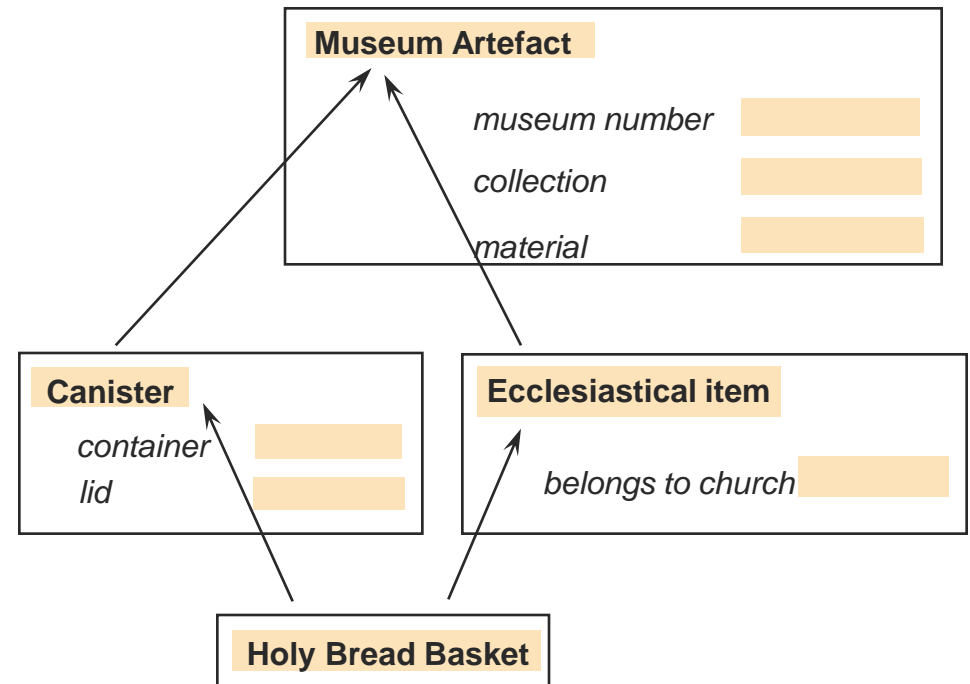 Museum Artefact
museum number
collection
material
Canister
container
lid
Ecclesiastical item
belongs to church
Holy Bread Basket